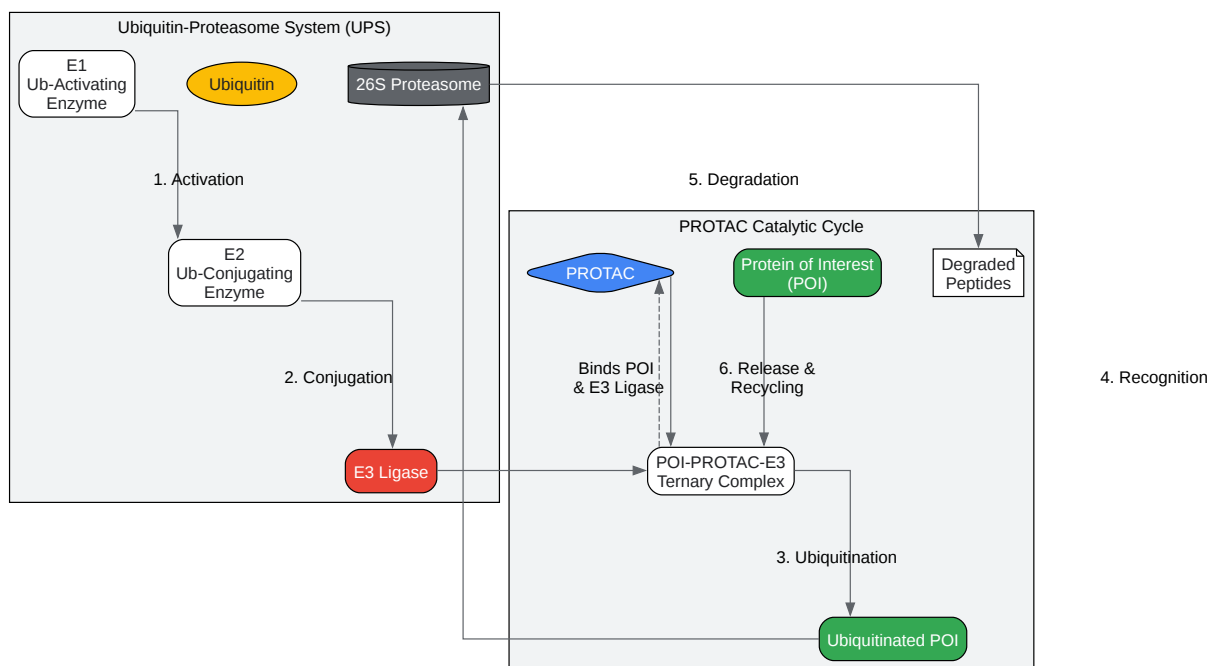 Ubiquitin-Proteasome System (UPS)
E1
Ub-Activating
Enzyme
Ubiquitin
26S Proteasome
1. Activation
5. Degradation
PROTAC Catalytic Cycle
E2
Ub-Conjugating
Enzyme
PROTAC
Protein of Interest
(POI)
Degraded
Peptides
2. Conjugation
Binds POI
& E3 Ligase
6. Release &
Recycling
4. Recognition
E3 Ligase
POI-PROTAC-E3
Ternary Complex
3. Ubiquitination
Ubiquitinated POI